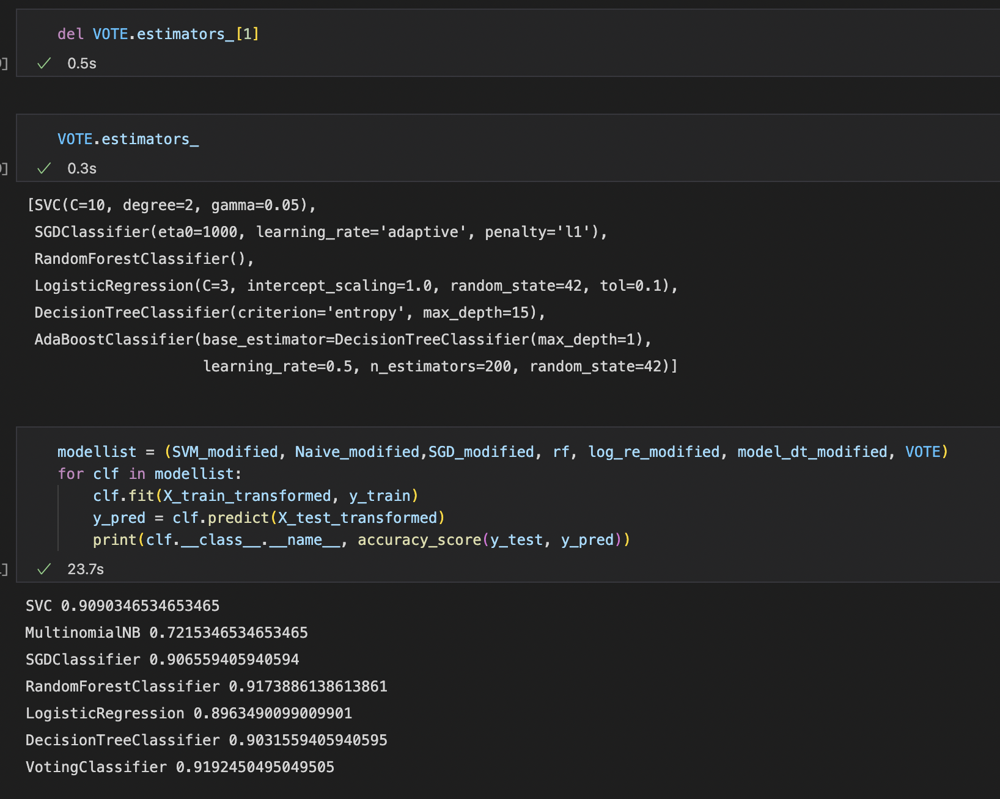 del VOTE.estimators_[1]
] ✓ 0.5s
VOTE.estimators_
] ✓ 0.3s
[SVC(C=10, degree=2, gamma=0.05),
SGDClassifier(eta0=1000, learning_rate='adaptive', penalty='l1'),
RandomForestClassifier(),
LogisticRegression(C=3, intercept_scaling=1.0, random_state=42, tol=0.1),
DecisionTreeClassifier(criterion='entropy', max_depth=15),
AdaBoostClassifier(base_estimator=DecisionTreeClassifier(max_depth=1),
learning_rate=0.5, n_estimators=200, random_state=42)]
modellist = (SVM_modified, Naive_modified,SGD_modified, rf, log_re_modified, model_dt_modified, VOTE)
for clf in modellist:
    clf.fit(X_train_transformed, y_train)
    y_pred = clf.predict(X_test_transformed)
    print(clf.__class__.__name__, accuracy_score(y_test, y_pred))
] ✓ 23.7s
SVC 0.9090346534653465
MultinomialNB 0.7215346534653465
SGDClassifier 0.906559405940594
RandomForestClassifier 0.9173886138613861
LogisticRegression 0.8963490099009901
DecisionTreeClassifier 0.9031559405940595
VotingClassifier 0.9192450495049505